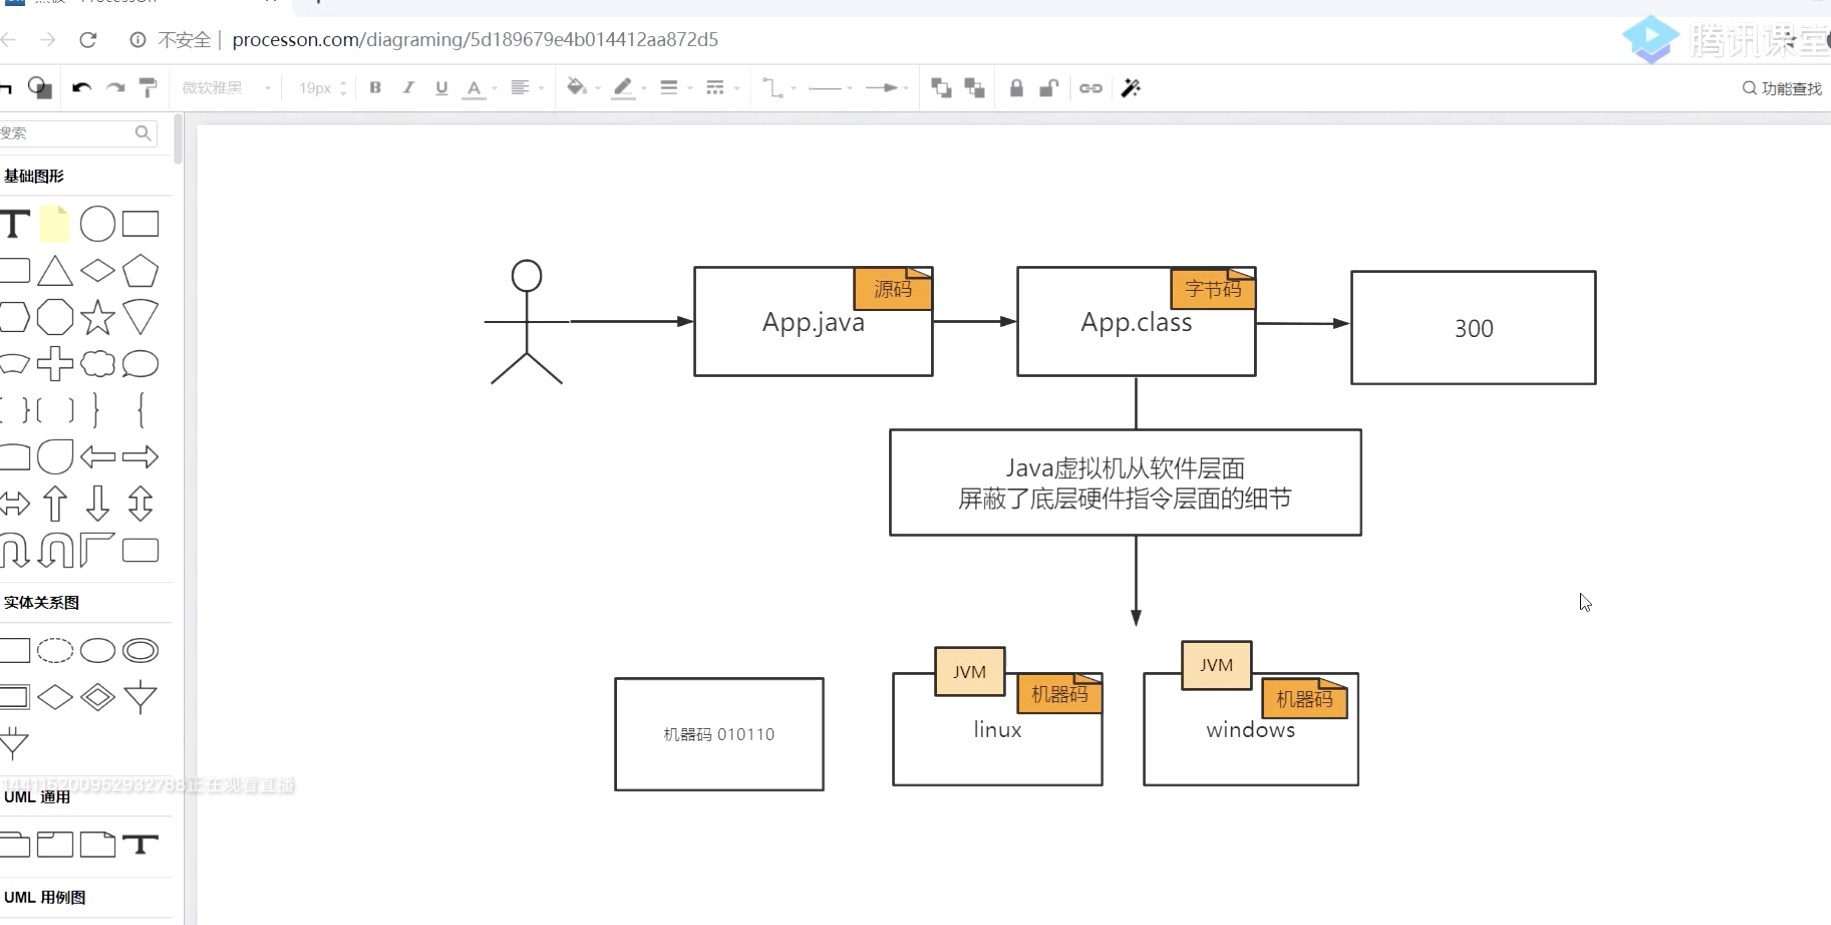 不安全 | processon.com/diagraming/5d189679e4b014412aa872d5
腾讯课堂
微软雅黑
19px
B I U A
功能查找
搜索
基础图形
T
源码
App.java
字节码
App.class
300
Java虚拟机从软件层面
屏蔽了底层硬件指令层面的细节
实体关系图
JVM
机器码
linux
JVM
机器码
windows
机器码 010110
正在观看直播
UML 通用
T
UML 用例图